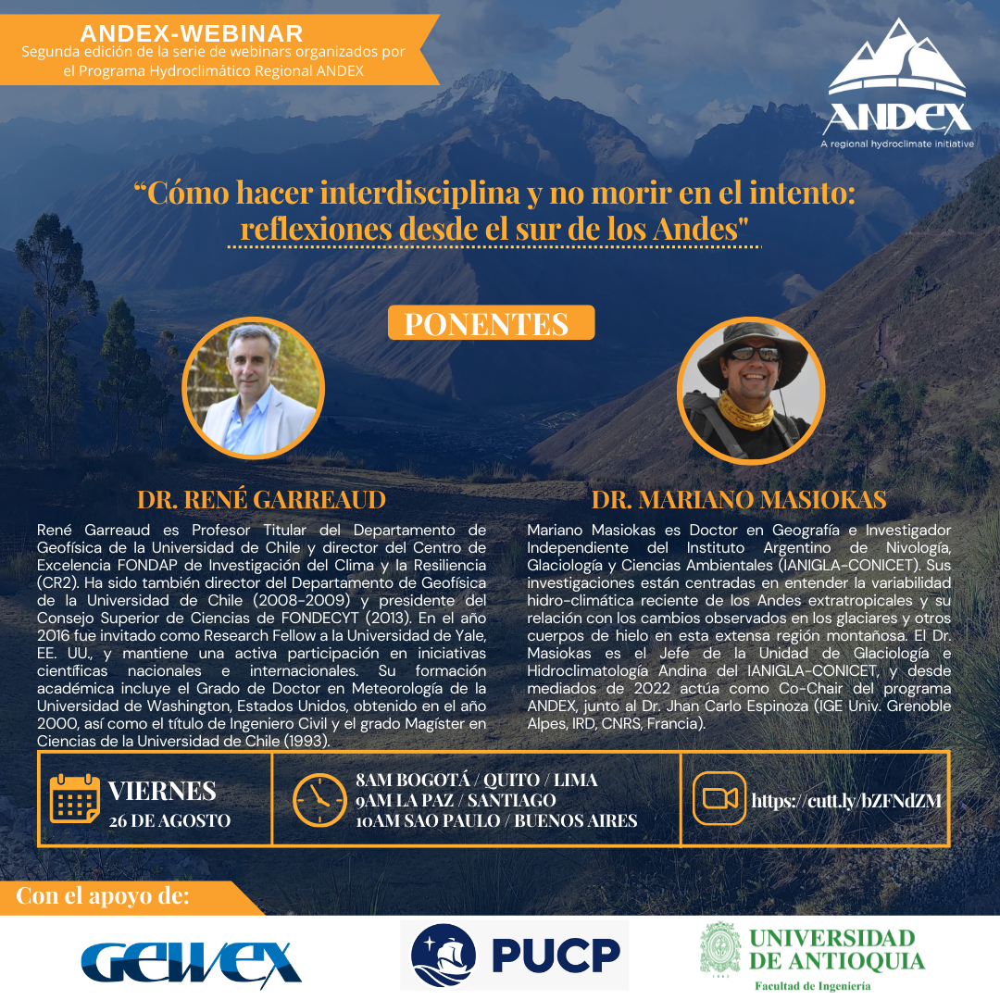 ANDEX-WEBINAR
Segunda edición de la serie de webinars organizados por
el Programa Hydroclimático Regional ANDEX
ANDEX
A regional hydroclimate initiative
“Cómo hacer interdisciplina y no morir en el intento:
reflexiones desde el sur de los Andes"
PONENTES
DR. RENÉ GARREAUD
René Garreaud es Profesor Titular del Departamento de
Geofísica de la Universidad de Chile y director del Centro de
Excelencia FONDAP de Investigación del Clima y la Resiliencia
(CR2). Ha sido también director del Departamento de Geofísica
de la Universidad de Chile (2008-2009) y presidente del
Consejo Superior de Ciencias de FONDECYT (2013). En el año
2016 fue invitado como Research Fellow a la Universidad de Yale,
EE. UU., y mantiene una activa participación en iniciativas
científicas nacionales e internacionales. Su formación
académica incluye el Grado de Doctor en Meteorología de la
Universidad de Washington, Estados Unidos, obtenido en el año
2000, así como el título de Ingeniero Civil y el grado Magíster en
Ciencias de la Universidad de Chile (1993).
DR. MARIANO MASIOKAS
Mariano Masiokas es Doctor en Geografía e Investigador
Independiente del Instituto Argentino de Nivología,
Glaciología y Ciencias Ambientales (IANIGLA-CONICET). Sus
investigaciones están centradas en entender la variabilidad
hidro-climática reciente de los Andes extratropicales y su
relación con los cambios observados en los glaciares y otros
cuerpos de hielo en esta extensa región montañosa. El Dr.
Masiokas es el Jefe de la Unidad de Glaciología e
Hidroclimatología Andina del IANIGLA-CONICET, y desde
mediados de 2022 actúa como Co-Chair del programa
ANDEX, junto al Dr. Jhan Carlo Espinoza (IGE Univ. Grenoble
Alpes, IRD, CNRS, Francia).
VIERNES
26 DE AGOSTO
8AM BOGOTÁ / QUITO / LIMA
9AM LA PAZ / SANTIAGO
10AM SAO PAULO / BUENOS AIRES
https://cutt.ly/bZFNdZM
Con el apoyo de:
GEWEX
PUCP
UNIVERSIDAD
DE ANTIOQUIA
1803
Facultad de Ingeniería